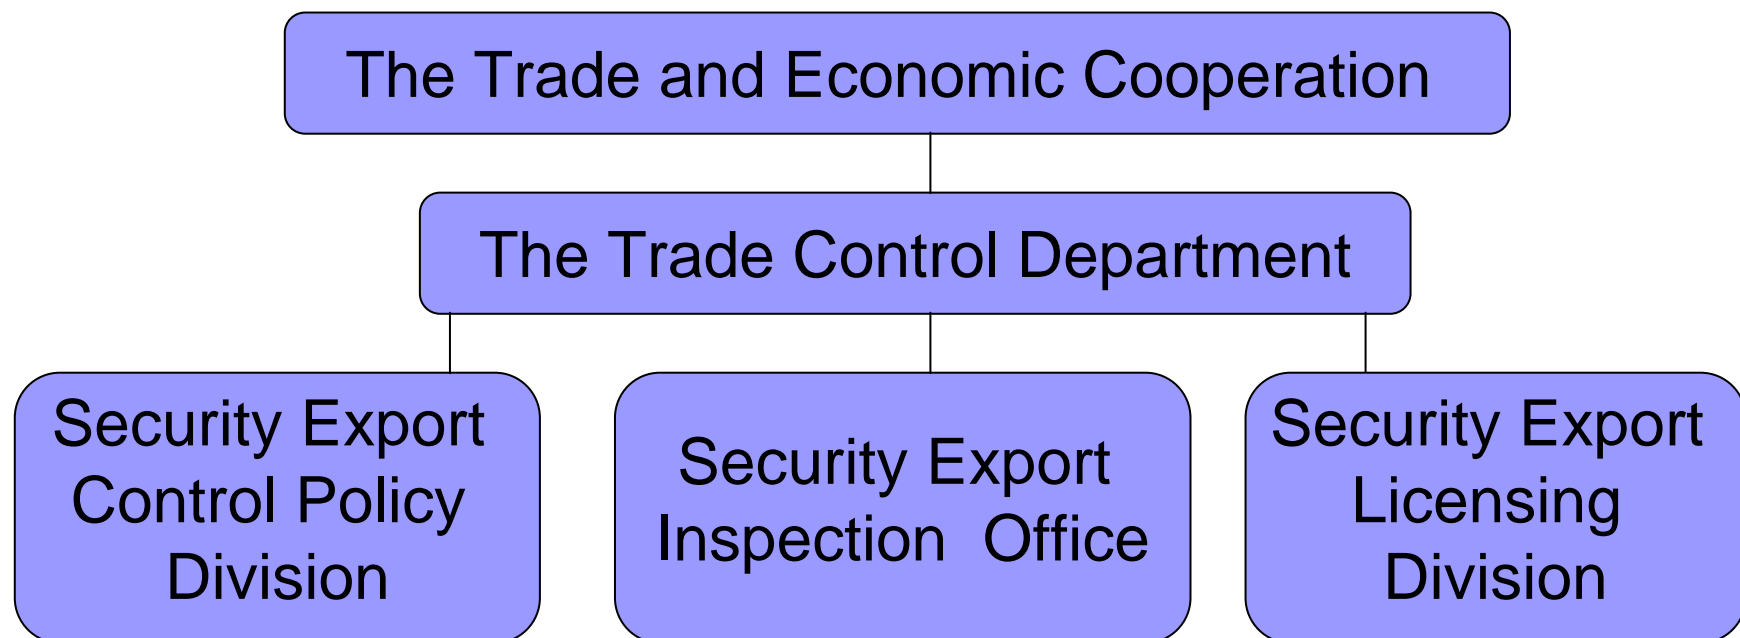 The Trade and Economic Cooperation
The Trade Control Department
Security Export
Control Policy
Division
Security Export
Inspection  Office
Security Export
Licensing
Division